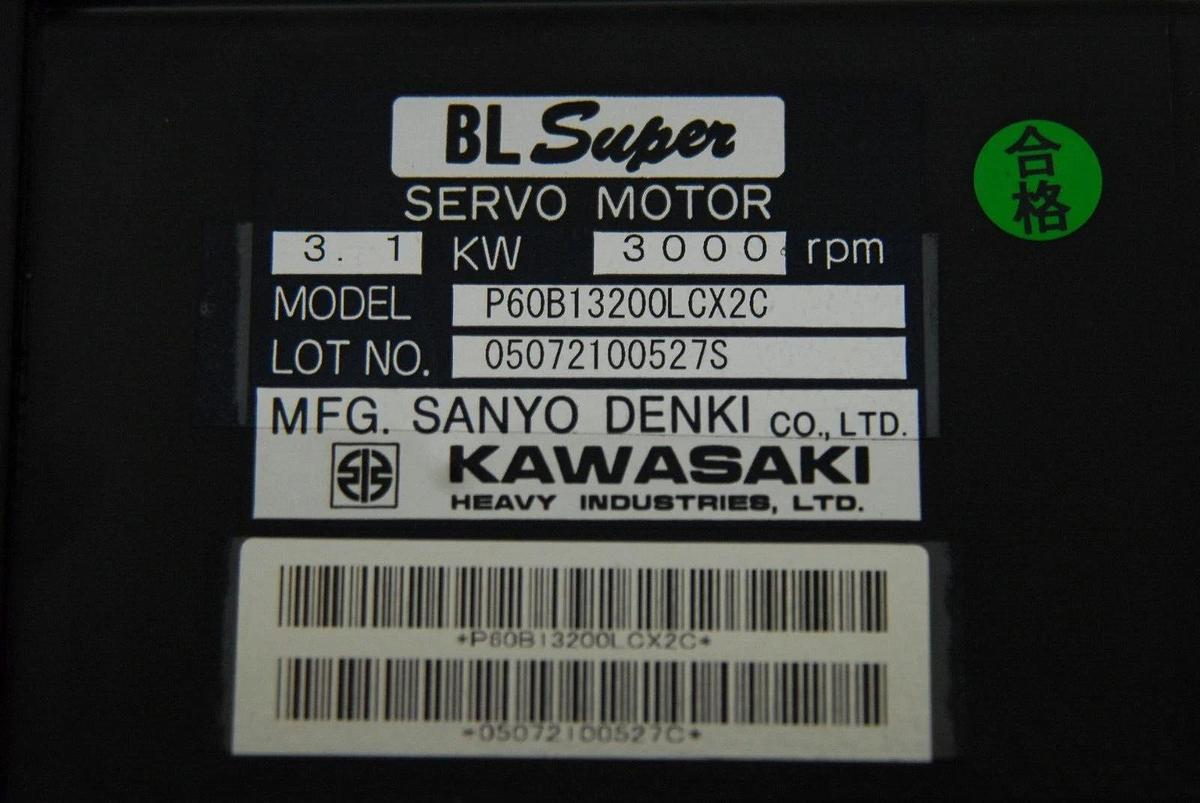 BL Super
SERVO MOTOR
合格
3. 1 KW 3000 rpm
MODEL P60B13200LCX2C
LOT NO. 05072100527S
MFG. SANYO DENKI CO., LTD.
KAWASAKI
HEAVY INDUSTRIES, LTD.
*P60B13200LCX2C*
*05072100527C*